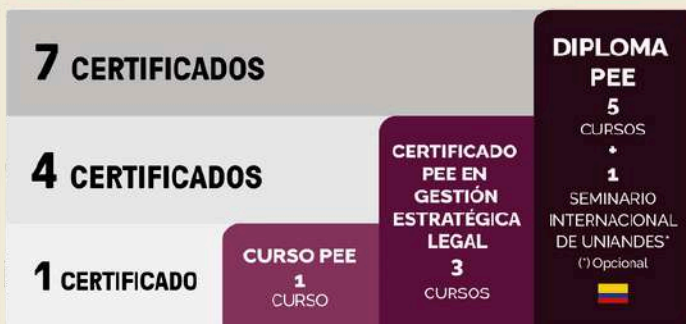 7 CERTIFICADOS
4 CERTIFICADOS
1 CERTIFICADO
CURSO PEE
1
CURSO
CERTIFICADO
PEE EN
GESTIÓN
ESTRATÉGICA
LEGAL
3
CURSOS
DIPLOMA
PEE
5
CURSOS
+
1
SEMINARIO
INTERNACIONAL
DE UNIANDES*
(*) Opcional